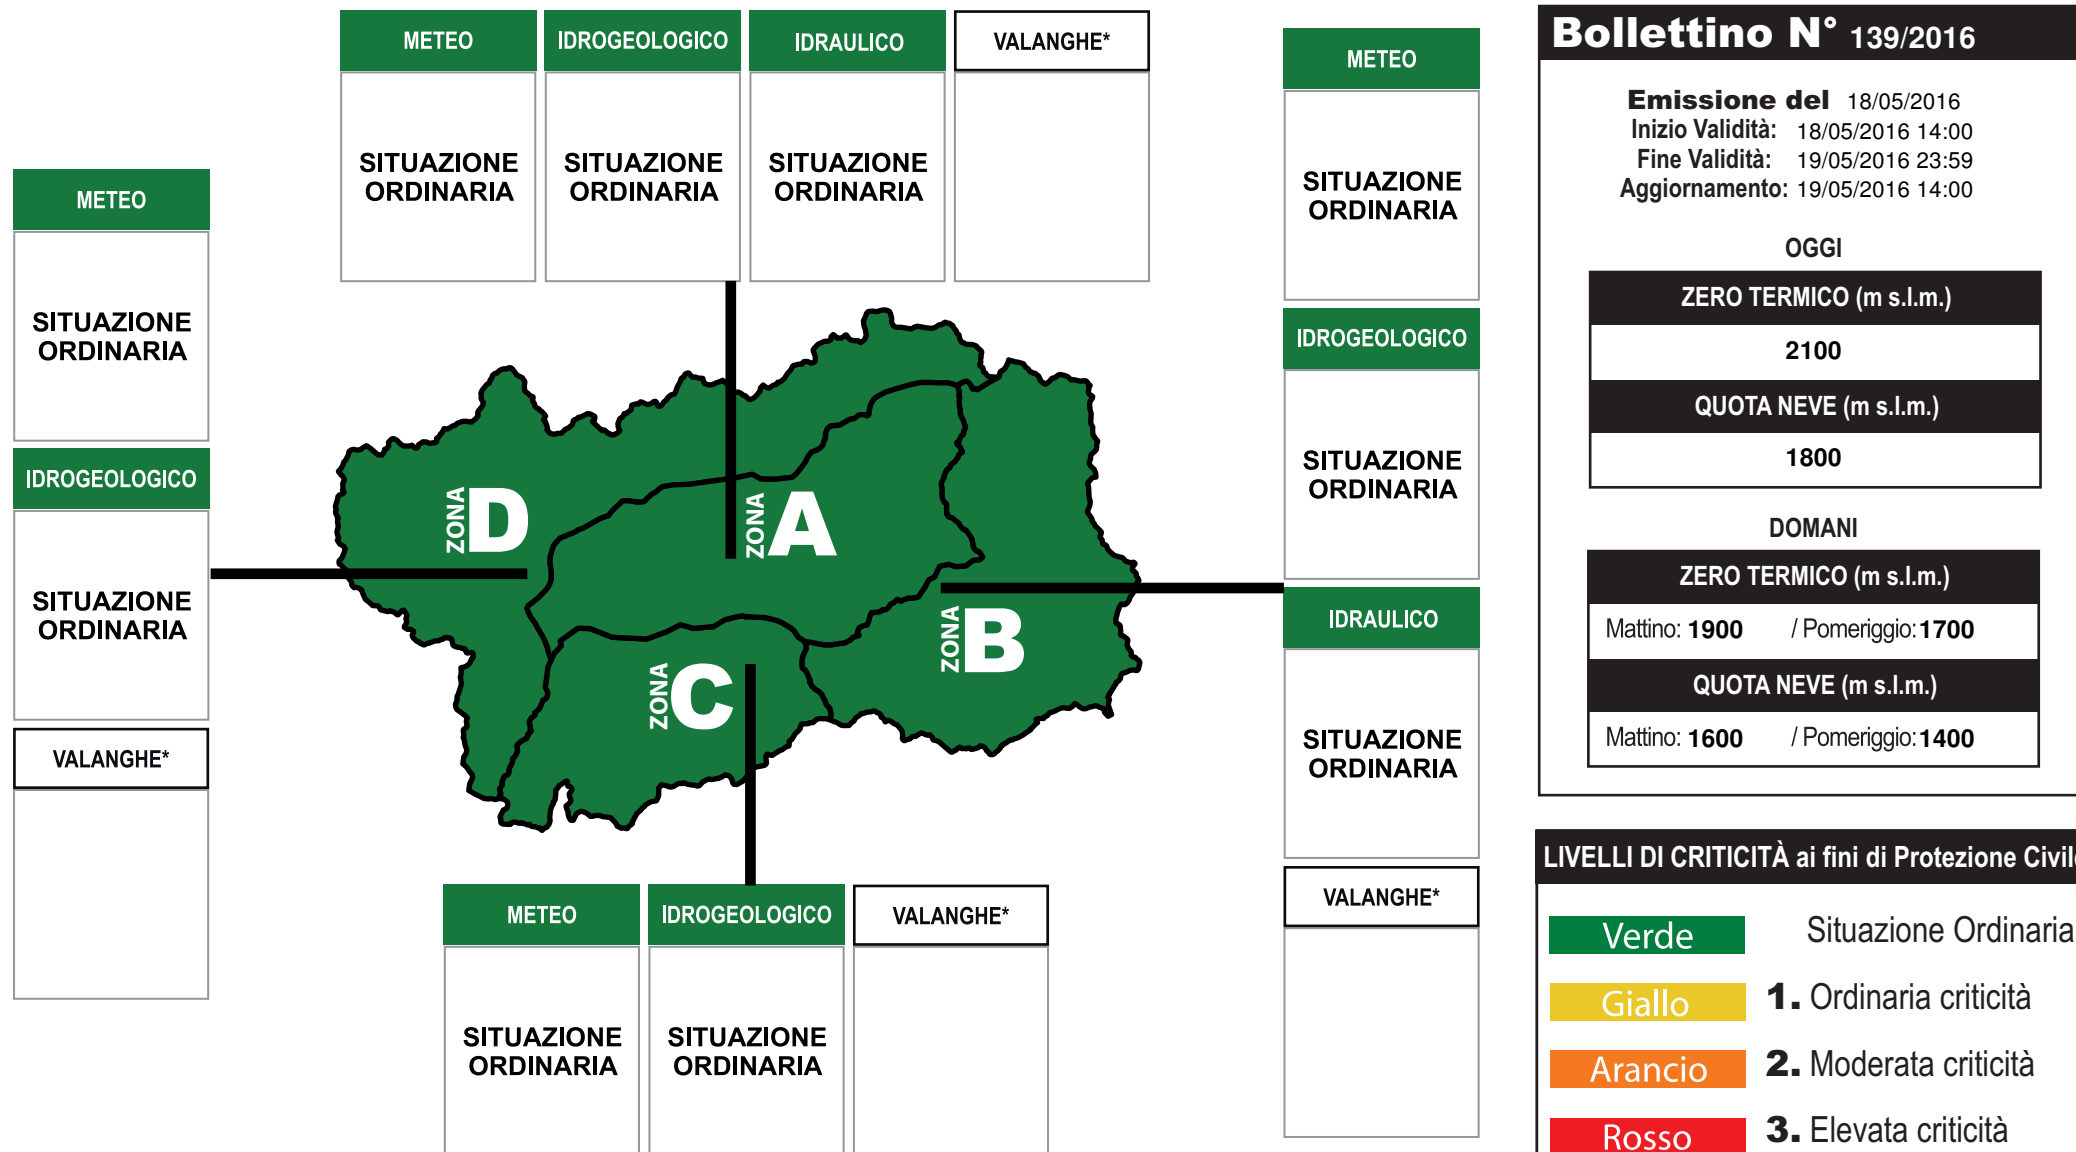 METEO
IDROGEOLOGICO
IDRAULICO
VALANGHE*
SITUAZIONE
ORDINARIA
SITUAZIONE
ORDINARIA
SITUAZIONE
ORDINARIA
METEO
SITUAZIONE
ORDINARIA
IDROGEOLOGICO
SITUAZIONE
ORDINARIA
VALANGHE*
METEO
SITUAZIONE
ORDINARIA
IDROGEOLOGICO
SITUAZIONE
ORDINARIA
IDRAULICO
SITUAZIONE
ORDINARIA
VALANGHE*
ZONA D
ZONA A
ZONA B
ZONA C
METEO
IDROGEOLOGICO
VALANGHE*
SITUAZIONE
ORDINARIA
SITUAZIONE
ORDINARIA
Bollettino N° 139/2016
Emissione del 18/05/2016
Inizio Validità: 18/05/2016 14:00
Fine Validità: 19/05/2016 23:59
Aggiornamento: 19/05/2016 14:00
OGGI
ZERO TERMICO (m s.l.m.)
2100
QUOTA NEVE (m s.l.m.)
1800
DOMANI
ZERO TERMICO (m s.l.m.)
Mattino: 1900 / Pomeriggio: 1700
QUOTA NEVE (m s.l.m.)
Mattino: 1600 / Pomeriggio: 1400
LIVELLI DI CRITICITÀ ai fini di Protezione Civile
Verde Situazione Ordinaria
Giallo 1. Ordinaria criticità
Arancio 2. Moderata criticità
Rosso 3. Elevata criticità